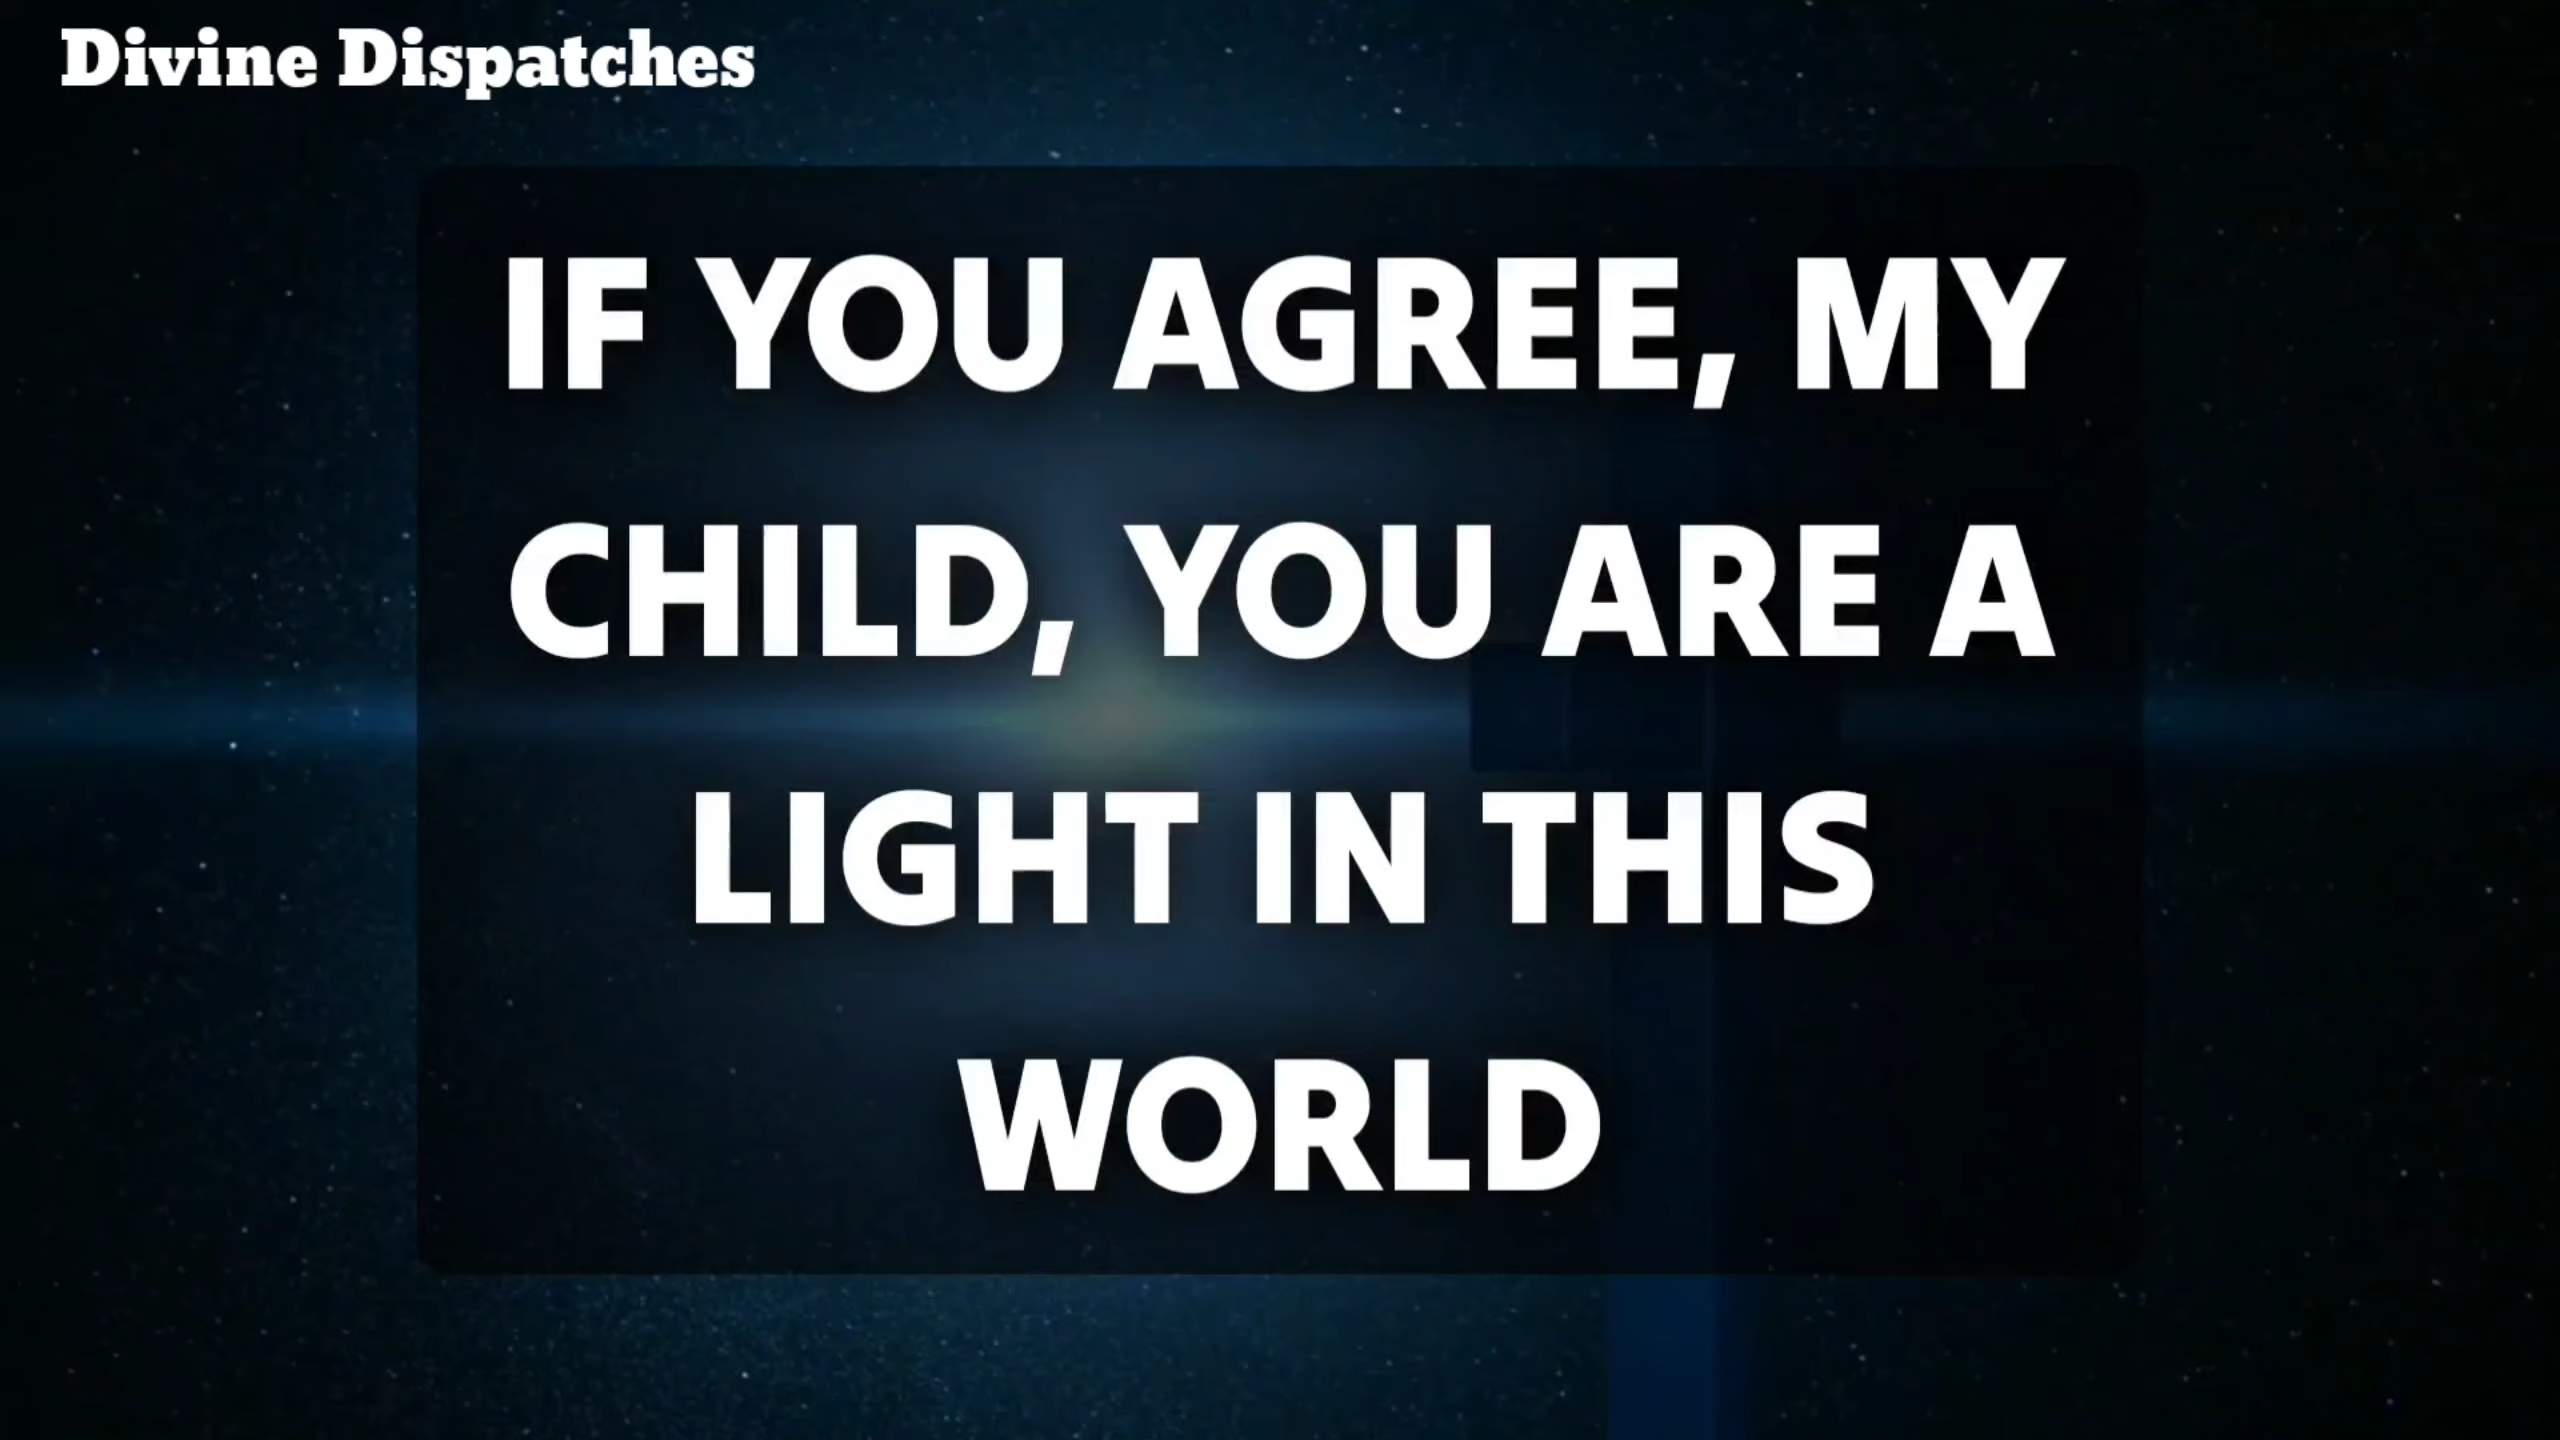 Divine Dispatches
IF YOU AGREE, MY
CHILD, YOU ARE A
LIGHT IN THIS
WORLD